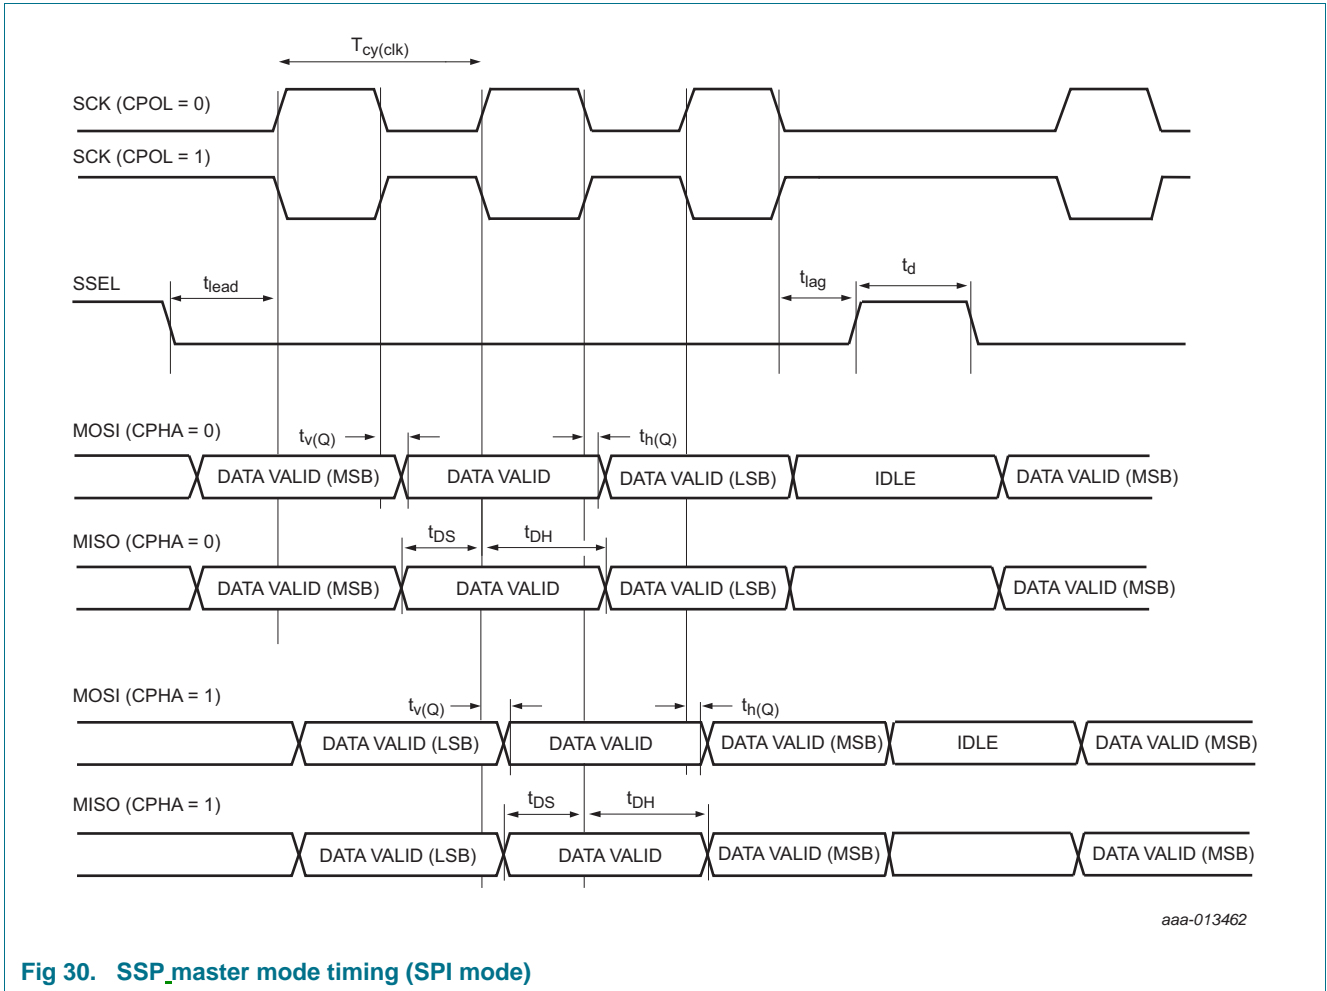 Tcy(clk)
SCK (CPOL = 0)
SCK (CPOL = 1)
SSEL
tlead
tlag
td
MOSI (CPHA = 0)
tv(Q)
th(Q)
DATA VALID (MSB)
DATA VALID
DATA VALID (LSB)
IDLE
DATA VALID (MSB)
MISO (CPHA = 0)
tDS
tDH
DATA VALID (MSB)
DATA VALID
DATA VALID (LSB)
DATA VALID (MSB)
MOSI (CPHA = 1)
tv(Q)
th(Q)
DATA VALID (LSB)
DATA VALID
DATA VALID (MSB)
IDLE
DATA VALID (MSB)
MISO (CPHA = 1)
tDS
tDH
DATA VALID (LSB)
DATA VALID
DATA VALID (MSB)
DATA VALID (MSB)
aaa-013462
Fig 30. SSP master mode timing (SPI mode)